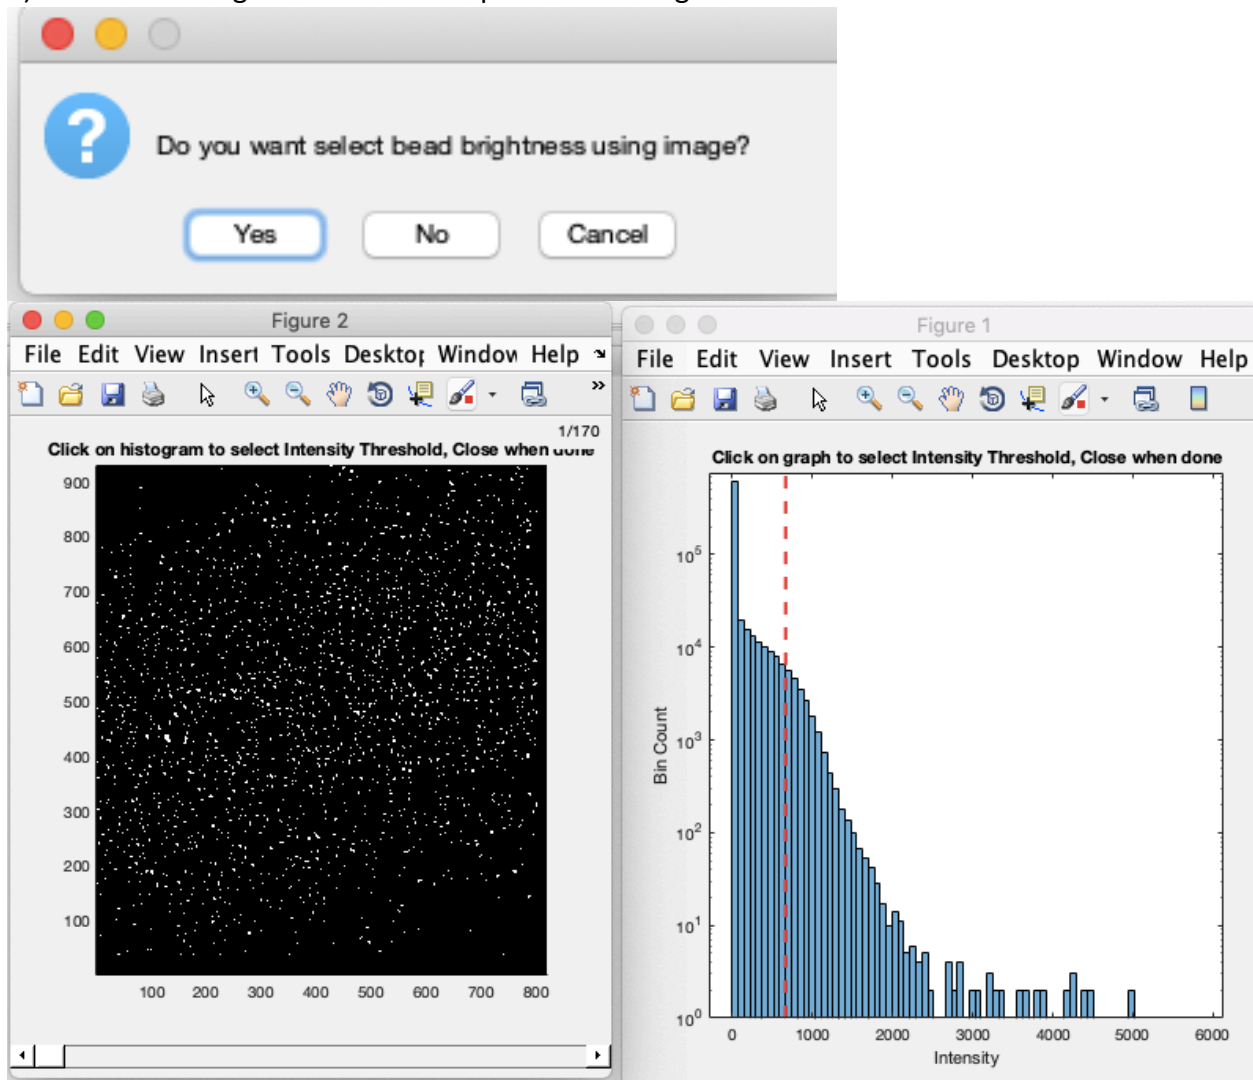 ?
Do you want select bead brightness using image?
Yes No Cancel
Figure 2
File Edit View Insert Tools Desktop Window Help
1/170
Click on histogram to select Intensity Threshold, Close when done
900
800
700
600
500
400
300
200
100
100 200 300 400 500 600 700 800
Figure 1
File Edit View Insert Tools Desktop Window Help
Click on graph to select Intensity Threshold, Close when done
10^5
10^4
10^3
10^2
10^1
10^0
Bin Count
0 1000 2000 3000 4000 5000 6000
Intensity